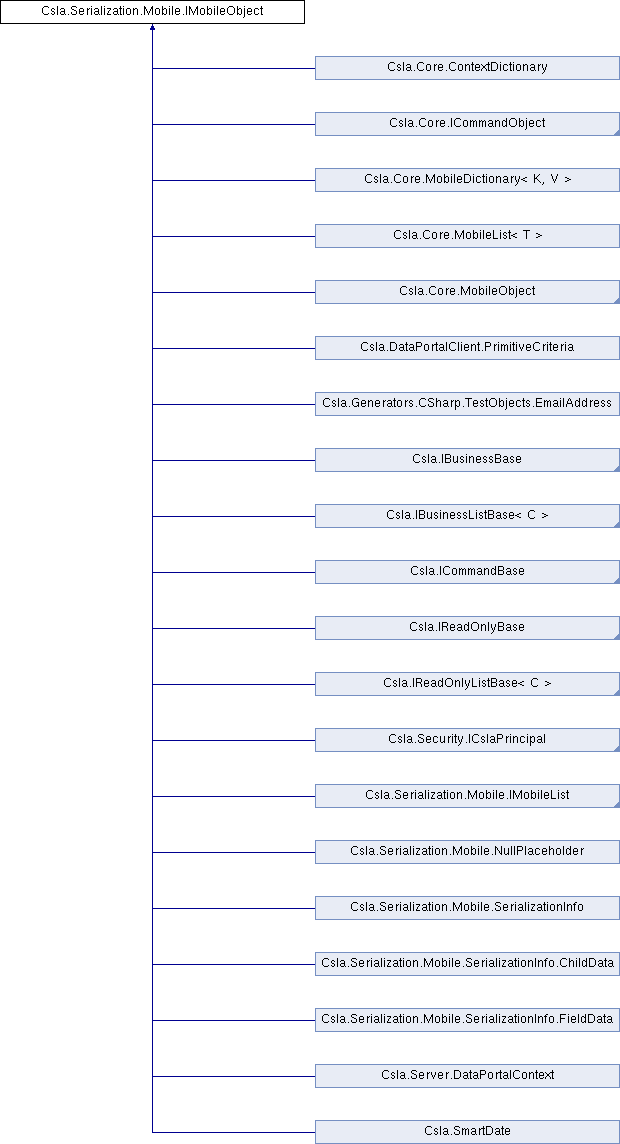 Csla.Serialization.Mobile.IMobileObject
Csla.Core.ContextDictionary
Csla.Core.ICommandObject
Csla.Core.MobileDictionary< K, V >
Csla.Core.MobileList< T >
Csla.Core.MobileObject
Csla.DataPortalClient.PrimitiveCriteria
Csla.Generators.CSharp.TestObjects.EmailAddress
Csla.IBusinessBase
Csla.IBusinessListBase< C >
Csla.ICommandBase
Csla.IReadOnlyBase
Csla.IReadOnlyListBase< C >
Csla.Security.ICslaPrincipal
Csla.Serialization.Mobile.IMobileList
Csla.Serialization.Mobile.NullPlaceholder
Csla.Serialization.Mobile.SerializationInfo
Csla.Serialization.Mobile.SerializationInfo.ChildData
Csla.Serialization.Mobile.SerializationInfo.FieldData
Csla.Server.DataPortalContext
Csla.SmartDate